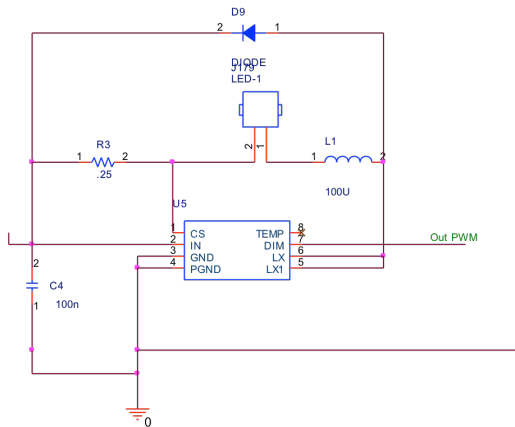 D9
2 1
DIODE
J179
LED-1
R3
1 2
.25
2 1
L1
1 2
100U
U5
1 CS TEMP 8
2 IN DIM 7
3 GND LX 6
4 PGND LX1 5
Out PWM
2
C4
100n
1
0